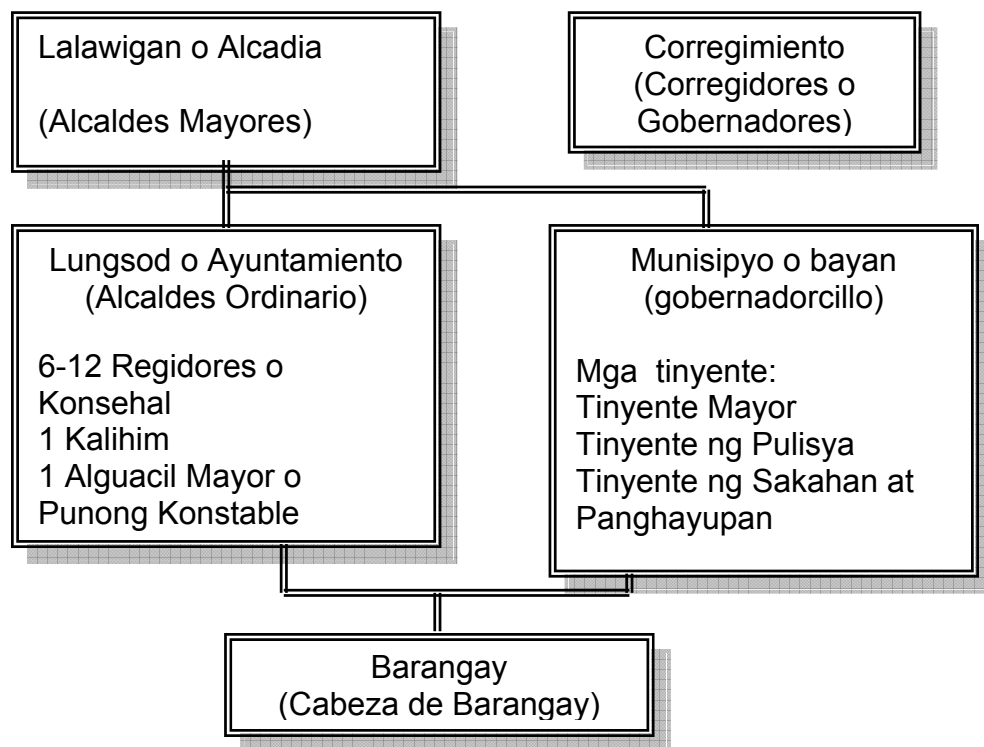 Lalawigan o Alcadia
(Alcaldes Mayores)
Corregimiento
(Corregidores o
Gobernadores)
Lungsod o Ayuntamiento
(Alcaldes Ordinario)
6-12 Regidores o
Konsehal
1 Kalihim
1 Alguacil Mayor o
Punong Konstable
Munisipyo o bayan
(gobernadorcillo)
Mga tinyente:
Tinyente Mayor
Tinyente ng Pulisya
Tinyente ng Sakahan at
Panghayupan
Barangay
(Cabeza de Barangay)